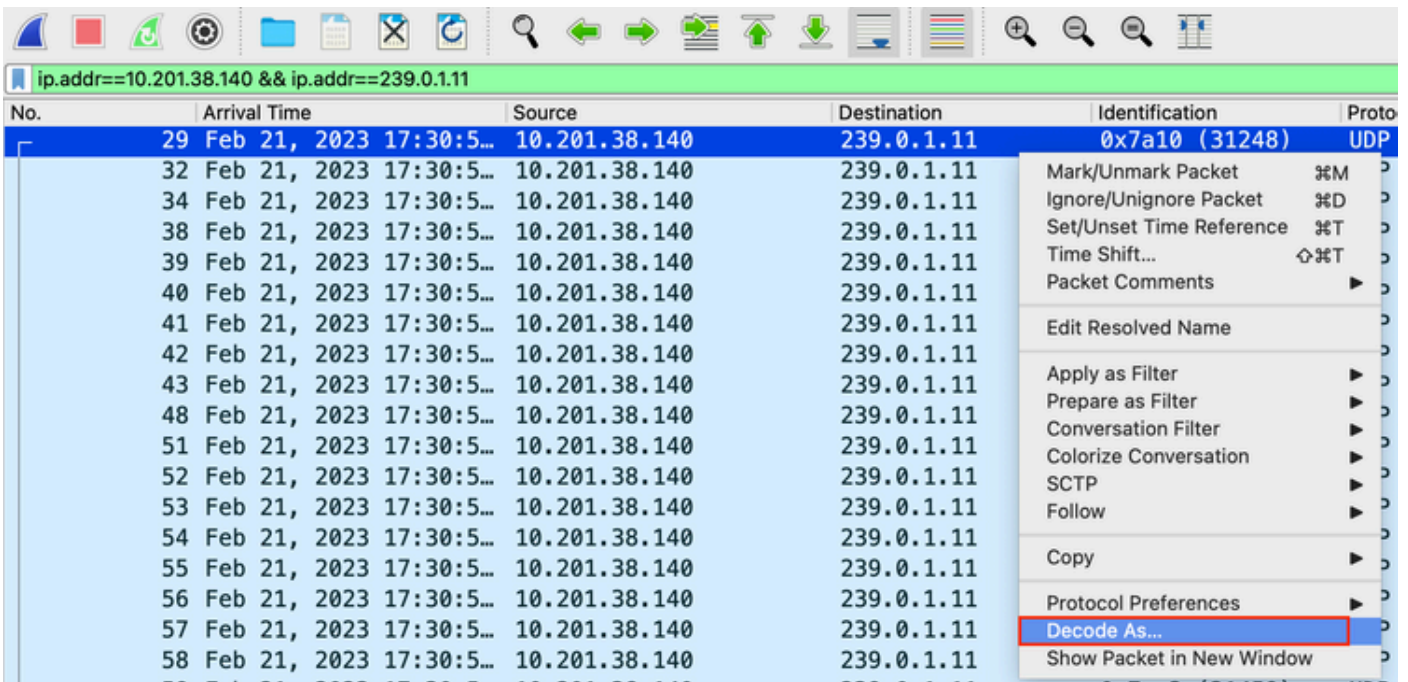 ip.addr==10.201.38.140 && ip.addr==239.0.1.11
No. Arrival Time Source Destination Identification Proto
29 Feb 21, 2023 17:30:5… 10.201.38.140 239.0.1.11 0x7a10 (31248) UDP
32 Feb 21, 2023 17:30:5… 10.201.38.140 239.0.1.11
34 Feb 21, 2023 17:30:5… 10.201.38.140 239.0.1.11
38 Feb 21, 2023 17:30:5… 10.201.38.140 239.0.1.11
39 Feb 21, 2023 17:30:5… 10.201.38.140 239.0.1.11
40 Feb 21, 2023 17:30:5… 10.201.38.140 239.0.1.11
41 Feb 21, 2023 17:30:5… 10.201.38.140 239.0.1.11
42 Feb 21, 2023 17:30:5… 10.201.38.140 239.0.1.11
43 Feb 21, 2023 17:30:5… 10.201.38.140 239.0.1.11
48 Feb 21, 2023 17:30:5… 10.201.38.140 239.0.1.11
51 Feb 21, 2023 17:30:5… 10.201.38.140 239.0.1.11
52 Feb 21, 2023 17:30:5… 10.201.38.140 239.0.1.11
53 Feb 21, 2023 17:30:5… 10.201.38.140 239.0.1.11
54 Feb 21, 2023 17:30:5… 10.201.38.140 239.0.1.11
55 Feb 21, 2023 17:30:5… 10.201.38.140 239.0.1.11
56 Feb 21, 2023 17:30:5… 10.201.38.140 239.0.1.11
57 Feb 21, 2023 17:30:5… 10.201.38.140 239.0.1.11
58 Feb 21, 2023 17:30:5… 10.201.38.140 239.0.1.11
Mark/Unmark Packet ⌘M
Ignore/Unignore Packet ⌘D
Set/Unset Time Reference ⌘T
Time Shift... ⇧⌘T
Packet Comments
Edit Resolved Name
Apply as Filter
Prepare as Filter
Conversation Filter
Colorize Conversation
SCTP
Follow
Copy
Protocol Preferences
Decode As...
Show Packet in New Window